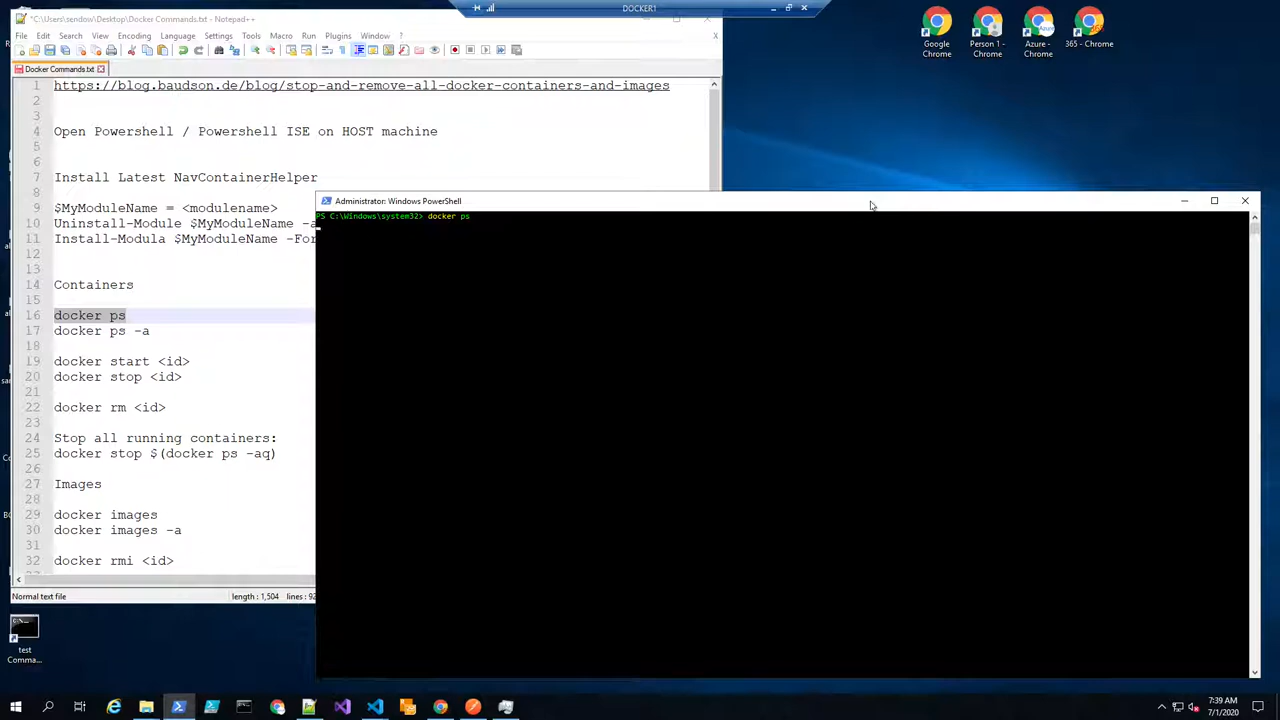 *C:\Users\sendow\Desktop\Docker Commands.txt - Notepad++
DOCKER1
File Edit Search View Encoding Language Settings Tools Macro Run Plugins Window ? X
Docker Commands.txt
1 https://blog.baudson.de/blog/stop-and-remove-all-docker-containers-and-images
2
3
4 Open Powershell / Powershell ISE on HOST machine
5
6
7 Install Latest NavContainerHelper
8
9 $MyModuleName = <modulename>
10 Uninstall-Module $MyModuleName -a
11 Install-Modula $MyModuleName -For
12
13
14 Containers
15
16 docker ps
17 docker ps -a
18
19 docker start <id>
20 docker stop <id>
21
22 docker rm <id>
23
24 Stop all running containers:
25 docker stop $(docker ps -aq)
26
27 Images
28
29 docker images
30 docker images -a
31
32 docker rmi <id>
Normal text file
length : 1,504 lines : 92
Administrator: Windows PowerShell
PS C:\Windows\system32> docker ps
Google
Chrome
Person 1 -
Chrome
Azure -
Chrome
365 - Chrome
test
Comma...
7:39 AM
7/1/2020